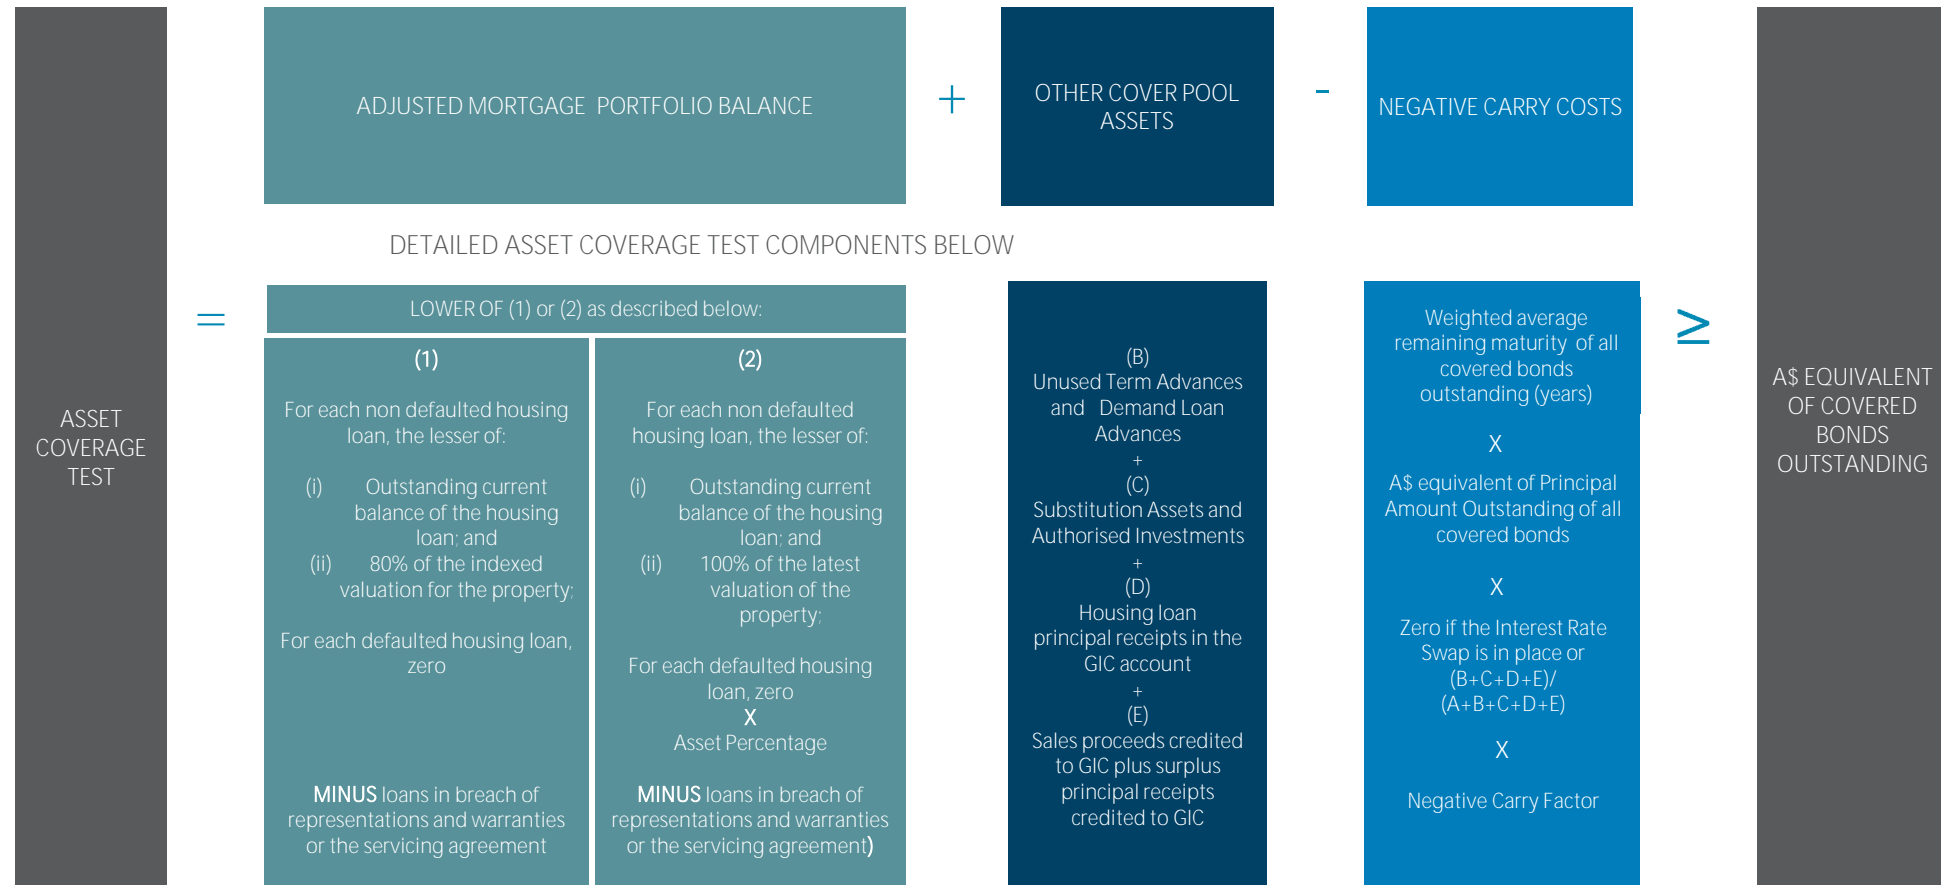 ASSET
COVERAGE
TEST
=
ADJUSTED MORTGAGE PORTFOLIO BALANCE
+
OTHER COVER POOL
ASSETS
-
NEGATIVE CARRY COSTS
DETAILED ASSET COVERAGE TEST COMPONENTS BELOW
LOWER OF (1) or (2) as described below:
(1)
For each non defaulted housing
loan, the lesser of:
(i) Outstanding current
balance of the housing
loan; and
(ii) 80% of the indexed
valuation for the property;
For each defaulted housing loan,
zero
MINUS loans in breach of
representations and warranties
or the servicing agreement
(2)
For each non defaulted
housing loan, the lesser of:
(i) Outstanding current
balance of the housing
loan; and
(ii) 100% of the latest
valuation of the
property;
For each defaulted housing
loan, zero
X
Asset Percentage
MINUS loans in breach of
representations and warranties
or the servicing agreement)
(B)
Unused Term Advances
and Demand Loan
Advances
+
(C)
Substitution Assets and
Authorised Investments
+
(D)
Housing loan
principal receipts in the
GIC account
+
(E)
Sales proceeds credited
to GIC plus surplus
principal receipts
credited to GIC
Weighted average
remaining maturity of all
covered bonds
outstanding (years)
X
A$ equivalent of Principal
Amount Outstanding of all
covered bonds
X
Zero if the Interest Rate
Swap is in place or
(B+C+D+E)/
(A+B+C+D+E)
X
Negative Carry Factor
≥
A$ EQUIVALENT
OF COVERED
BONDS
OUTSTANDING